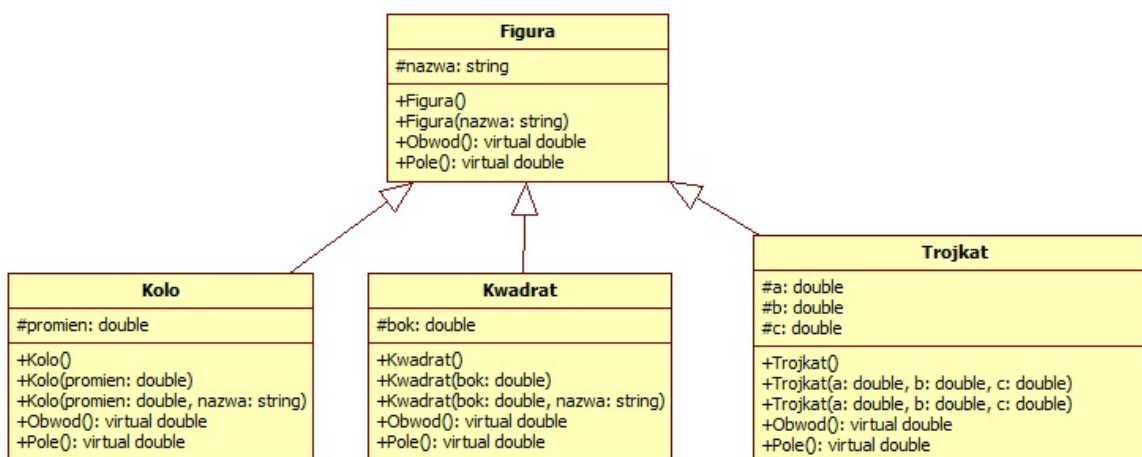 Figura
#nazwa: string
+Figura()
+Figura(nazwa: string)
+Obwod(): virtual double
+Pole(): virtual double
Kolo
#promien: double
+Kolo()
+Kolo(promien: double)
+Kolo(promien: double, nazwa: string)
+Obwod(): virtual double
+Pole(): virtual double
Kwadrat
#bok: double
+Kwadrat()
+Kwadrat(bok: double)
+Kwadrat(bok: double, nazwa: string)
+Obwod(): virtual double
+Pole(): virtual double
Trojkat
#a: double
#b: double
#c: double
+Trojkat()
+Trojkat(a: double, b: double, c: double)
+Trojkat(a: double, b: double, c: double)
+Obwod(): virtual double
+Pole(): virtual double